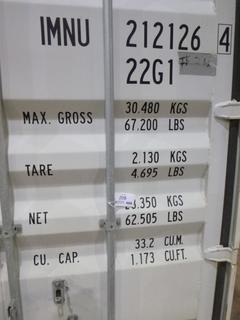 IMNU 212126 4
22G1
MAX. GROSS 30.480 KGS
67.200 LBS
TARE 2.130 KGS
4.695 LBS
NET .350 KGS
62.505 LBS
CU. CAP. 33.2 CU.M.
1.173 CU.FT.